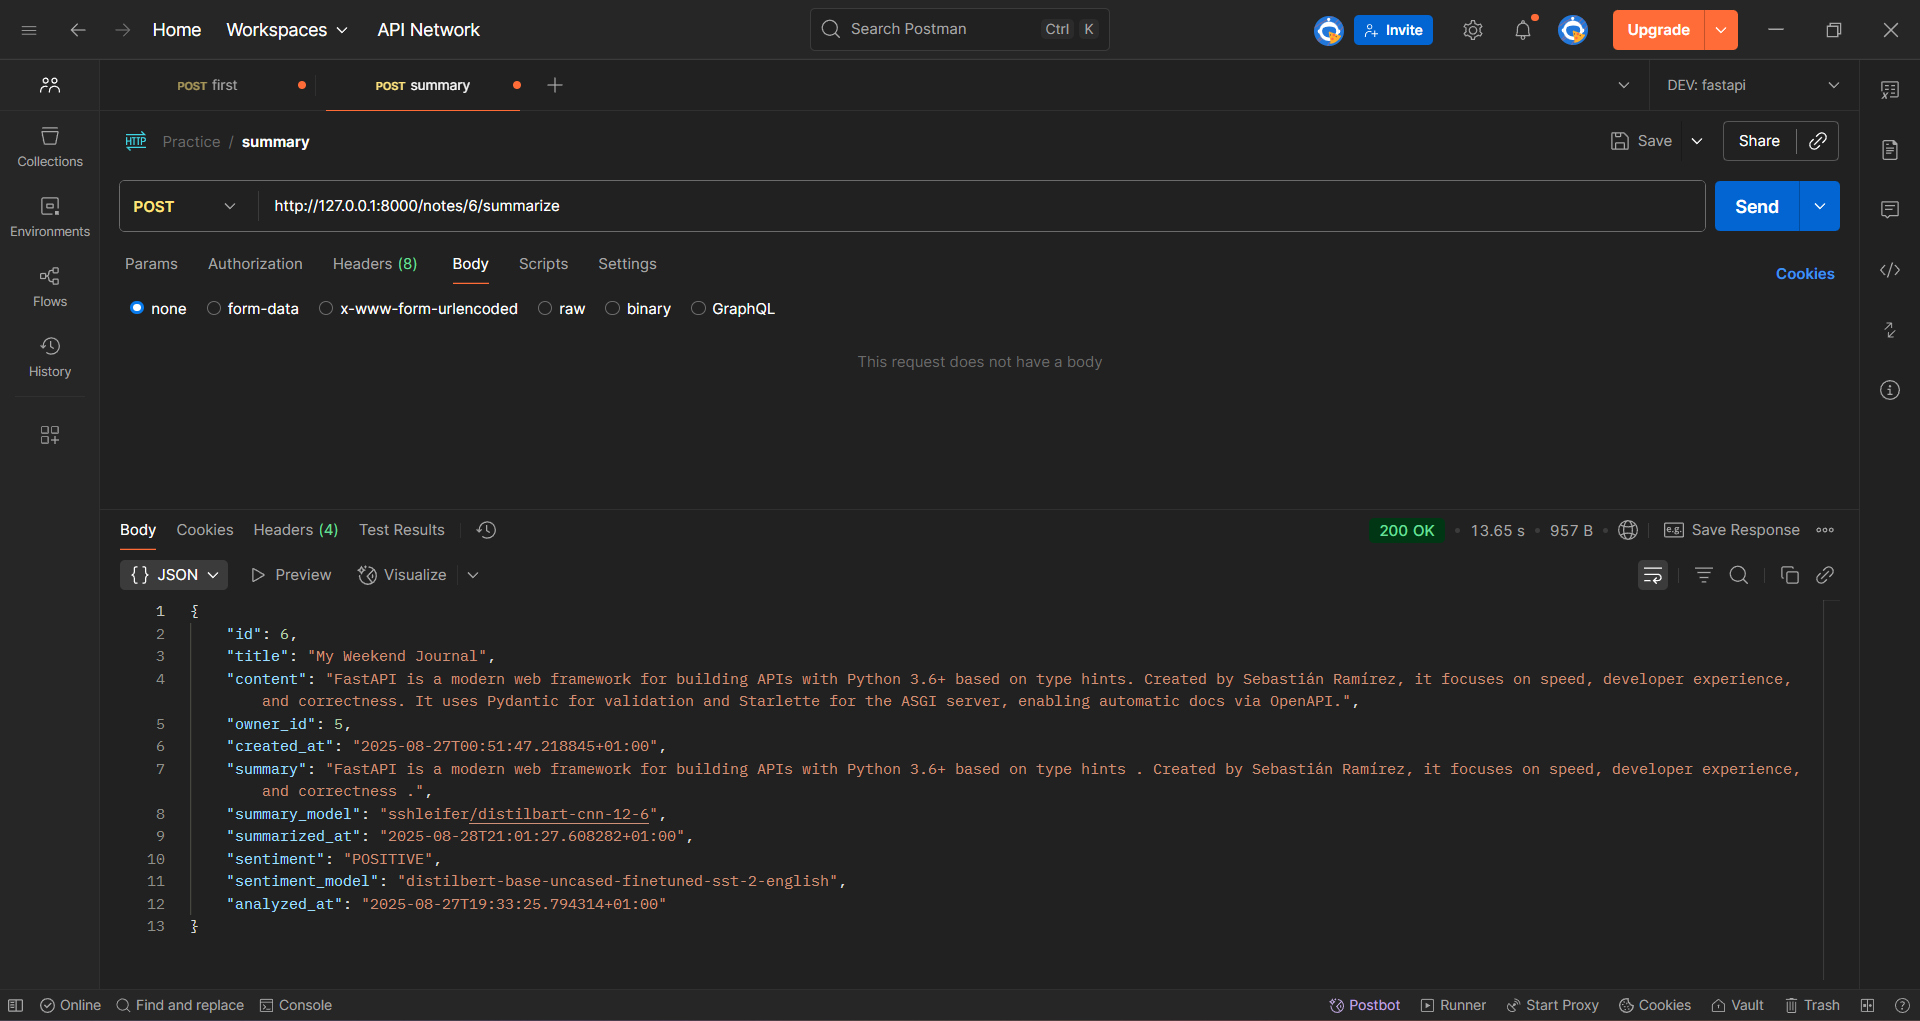 Home
Workspaces
API Network
Search Postman
Ctrl K
Invite
Upgrade
POST first
POST summary
DEV: fastapi
HTTP Practice / summary
Save
Share
POST
http://127.0.0.1:8000/notes/6/summarize
Send
Collections
Environments
Flows
History
Params Authorization Headers (8) Body Scripts Settings
Cookies
none form-data x-www-form-urlencoded raw binary GraphQL
This request does not have a body
Body Cookies Headers (4) Test Results
200 OK • 13.65 s • 957 B
e.g. Save Response
{} JSON Preview Visualize
1 {
2 "id": 6,
3 "title": "My Weekend Journal",
4 "content": "FastAPI is a modern web framework for building APIs with Python 3.6+ based on type hints. Created by Sebastián Ramírez, it focuses on speed, developer experience,
and correctness. It uses Pydantic for validation and Starlette for the ASGI server, enabling automatic docs via OpenAPI.",
5 "owner_id": 5,
6 "created_at": "2025-08-27T00:51:47.218845+01:00",
7 "summary": "FastAPI is a modern web framework for building APIs with Python 3.6+ based on type hints . Created by Sebastián Ramírez, it focuses on speed, developer experience,
and correctness .",
8 "summary_model": "sshleifer/distilbart-cnn-12-6",
9 "summarized_at": "2025-08-28T21:01:27.608282+01:00",
10 "sentiment": "POSITIVE",
11 "sentiment_model": "distilbert-base-uncased-finetuned-sst-2-english",
12 "analyzed_at": "2025-08-27T19:33:25.794314+01:00"
13 }
Online
Find and replace
Console
Postbot
Runner
Start Proxy
Cookies
Vault
Trash